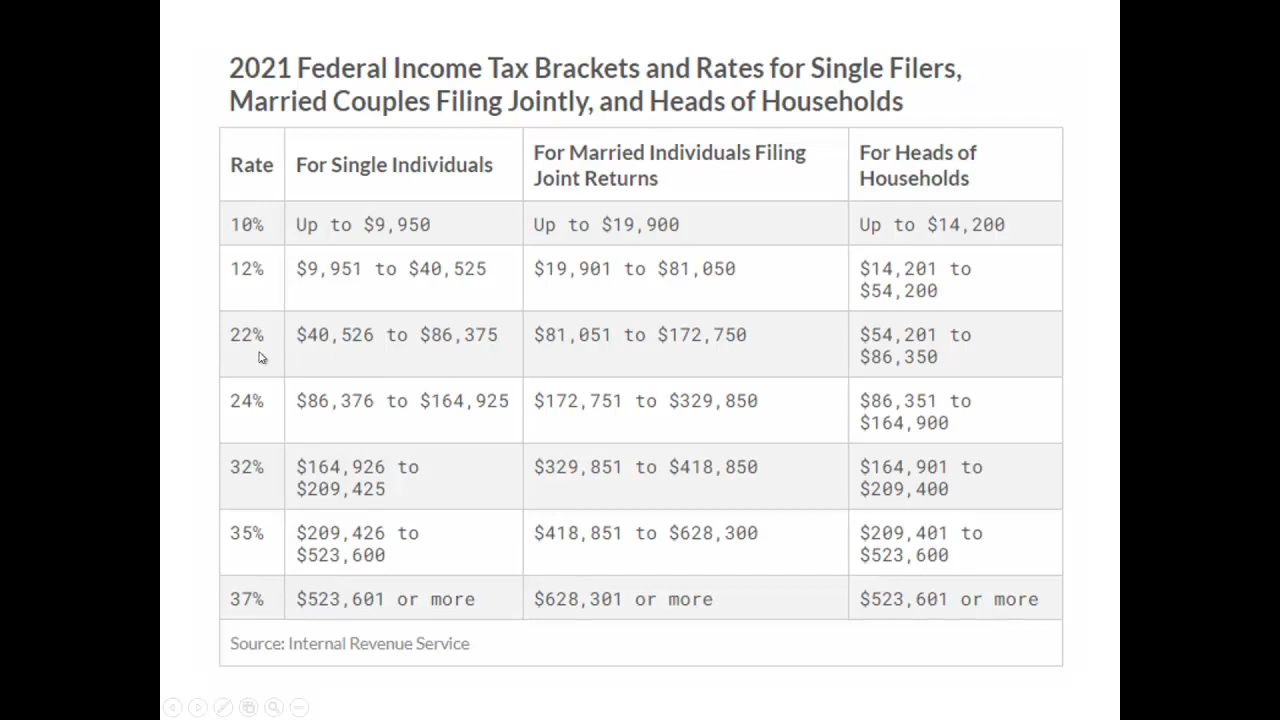 2021 Federal Income Tax Brackets and Rates for Single Filers,
Married Couples Filing Jointly, and Heads of Households
Rate For Single Individuals For Married Individuals Filing Joint Returns For Heads of Households
10% Up to $9,950 Up to $19,900 Up to $14,200
12% $9,951 to $40,525 $19,901 to $81,050 $14,201 to $54,200
22% $40,526 to $86,375 $81,051 to $172,750 $54,201 to $86,350
24% $86,376 to $164,925 $172,751 to $329,850 $86,351 to $164,900
32% $164,926 to $209,425 $329,851 to $418,850 $164,901 to $209,400
35% $209,426 to $523,600 $418,851 to $628,300 $209,401 to $523,600
37% $523,601 or more $628,301 or more $523,601 or more
Source: Internal Revenue Service